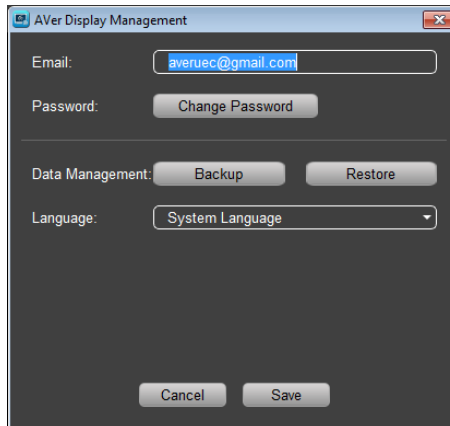 AVer Display Management
Email: averuec@gmail.com
Password: Change Password
Data Management: Backup Restore
Language: System Language
Cancel Save